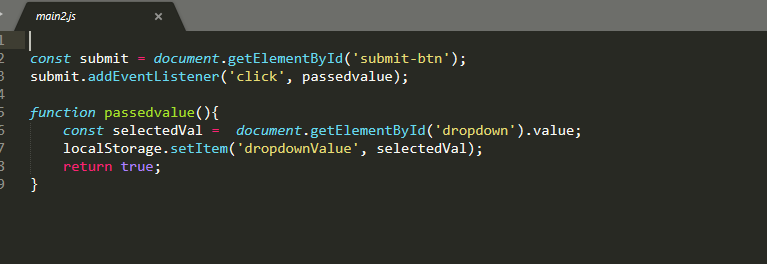 main2.js ×
1
2 const submit = document.getElementById('submit-btn');
3 submit.addEventListener('click', passedvalue);
4
5 function passedvalue(){
6     const selectedVal =  document.getElementById('dropdown').value;
7     localStorage.setItem('dropdownValue', selectedVal);
8     return true;
9 }